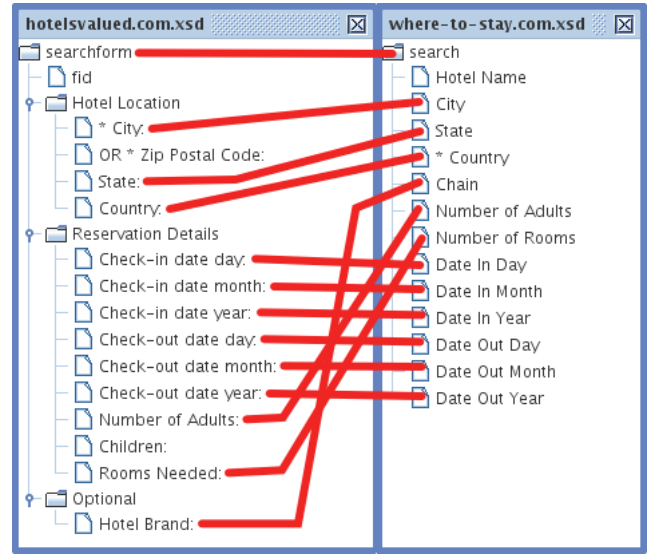 hotelsvalued.com.xsd
searchform
fid
Hotel Location
* City:
OR * Zip Postal Code:
State:
Country:
Reservation Details
Check-in date day:
Check-in date month:
Check-in date year:
Check-out date day:
Check-out date month:
Check-out date year:
Number of Adults:
Children:
Rooms Needed:
Optional
Hotel Brand:
where-to-stay.com.xsd
search
Hotel Name
City
State
* Country
Chain
Number of Adults
Number of Rooms
Date In Day
Date In Month
Date In Year
Date Out Day
Date Out Month
Date Out Year